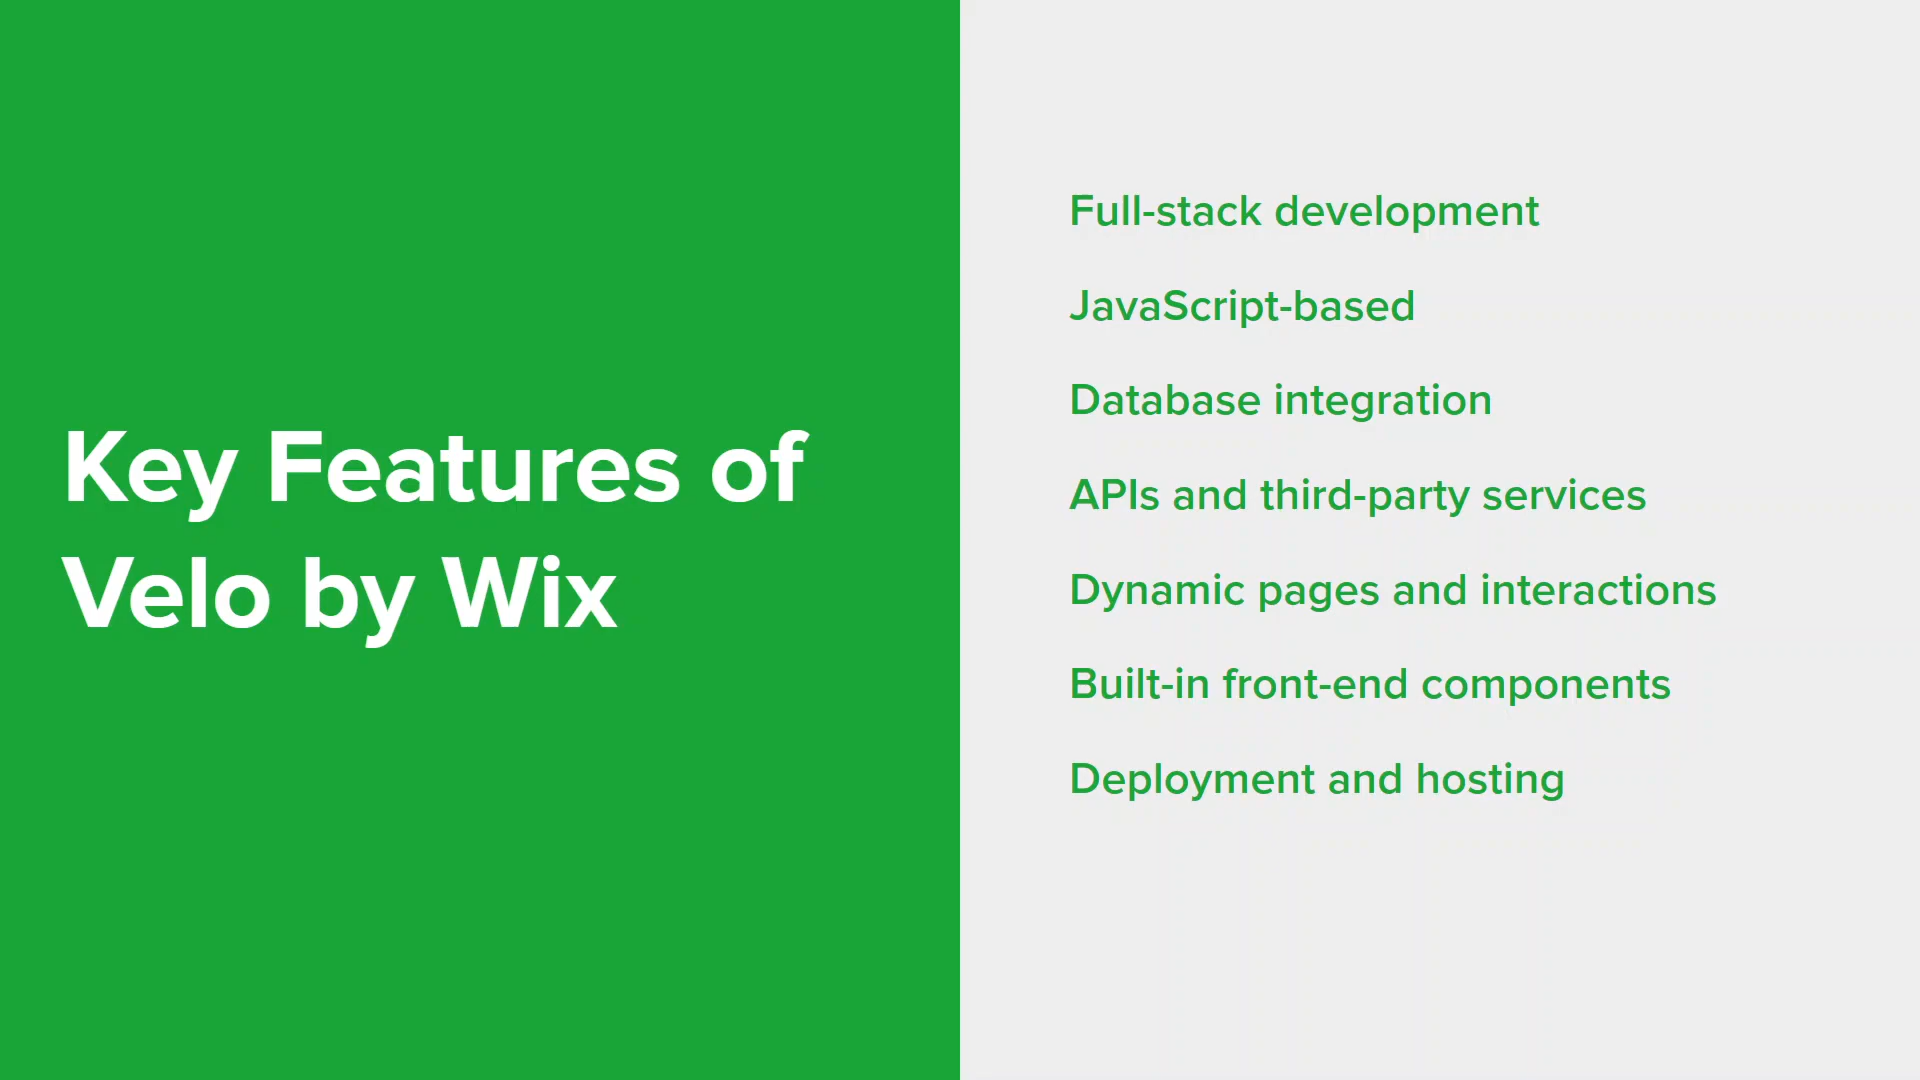 Key Features of
Velo by Wix
Full-stack development
JavaScript-based
Database integration
APIs and third-party services
Dynamic pages and interactions
Built-in front-end components
Deployment and hosting